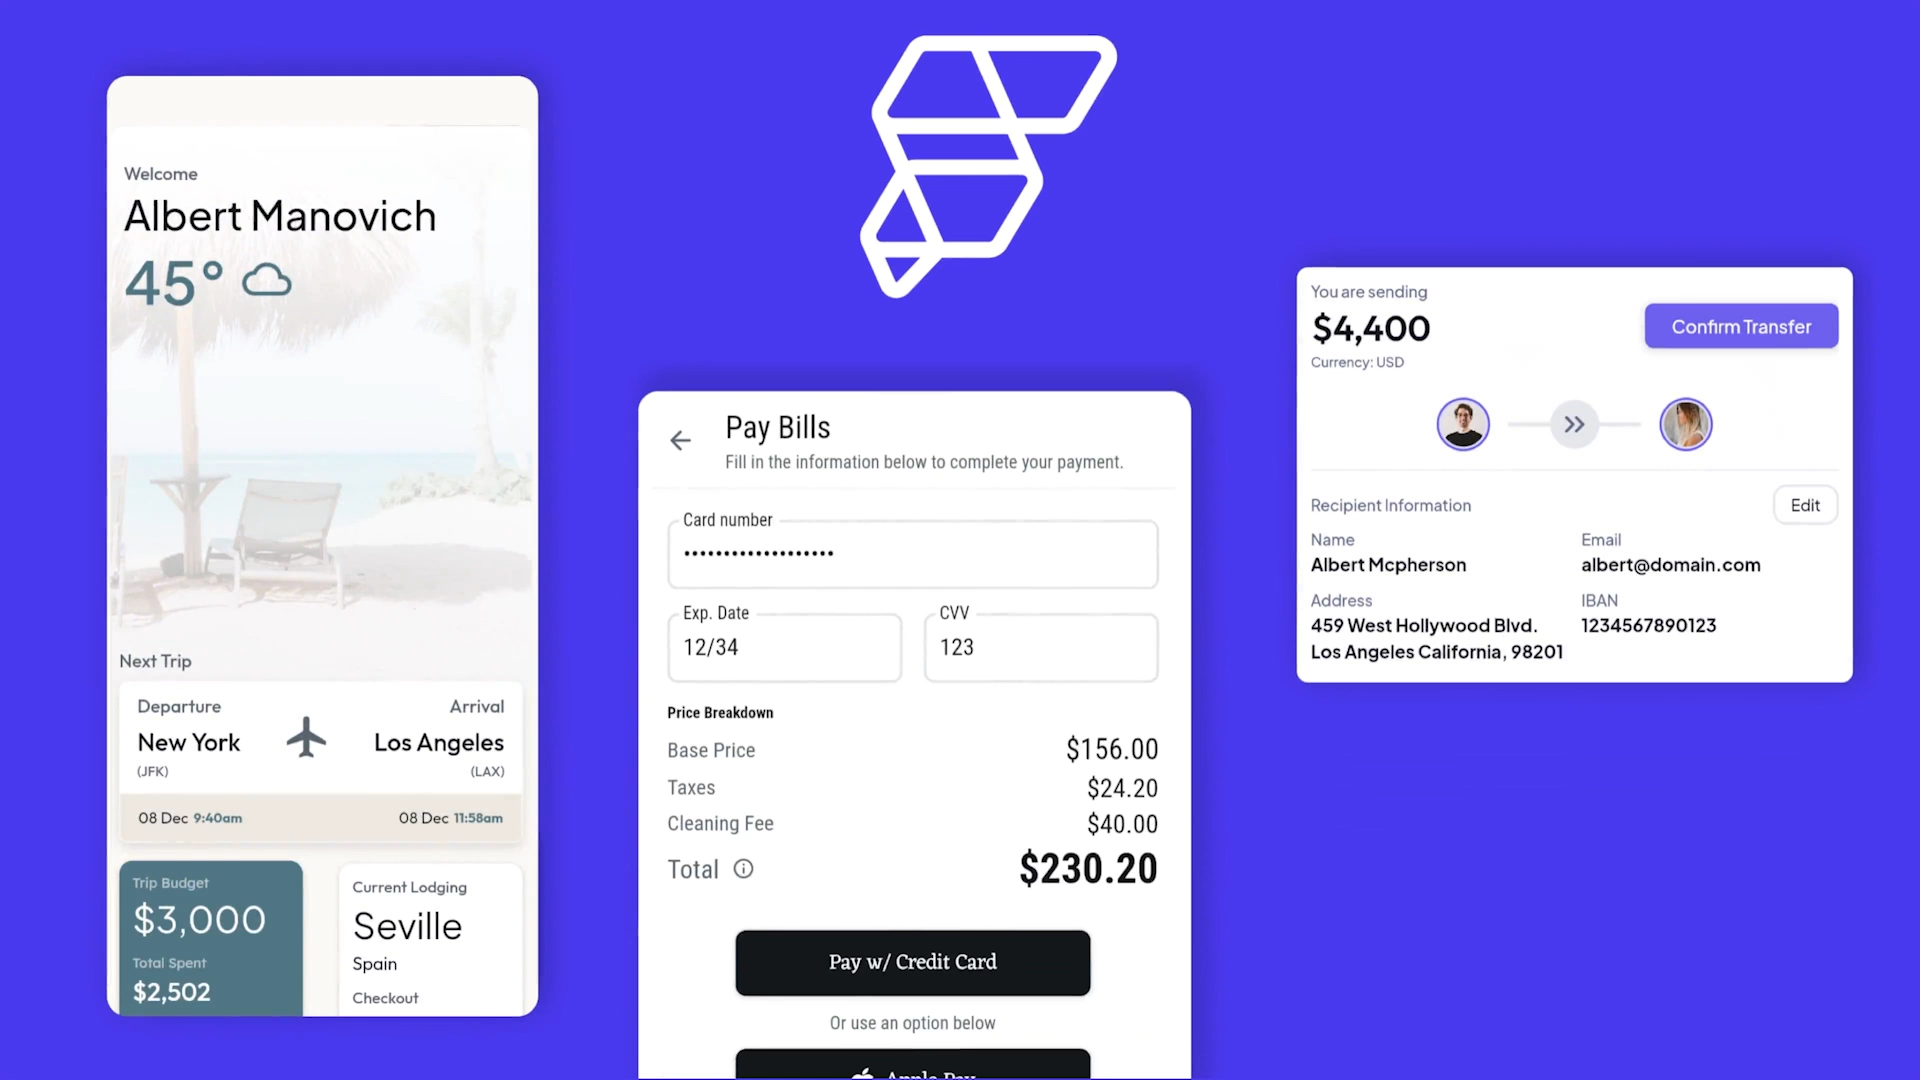 Welcome
Albert Manovich
45°
Next Trip
Departure
Arrival
New York
Los Angeles
(JFK)
(LAX)
08 Dec 9:40am
08 Dec 11:58am
Trip Budget
$3,000
Total Spent
$2,502
Current Lodging
Seville
Spain
Checkout
Pay Bills
Fill in the information below to complete your payment.
Card number
•••••••••••••••••••
Exp. Date
12/34
CVV
123
Price Breakdown
Base Price $156.00
Taxes $24.20
Cleaning Fee $40.00
Total $230.20
Pay w/ Credit Card
Or use an option below
Apple Pay
You are sending
$4,400
Currency: USD
Confirm Transfer
Recipient Information
Edit
Name
Albert Mcpherson
Email
albert@domain.com
Address
459 West Hollywood Blvd.
Los Angeles California, 98201
IBAN
1234567890123